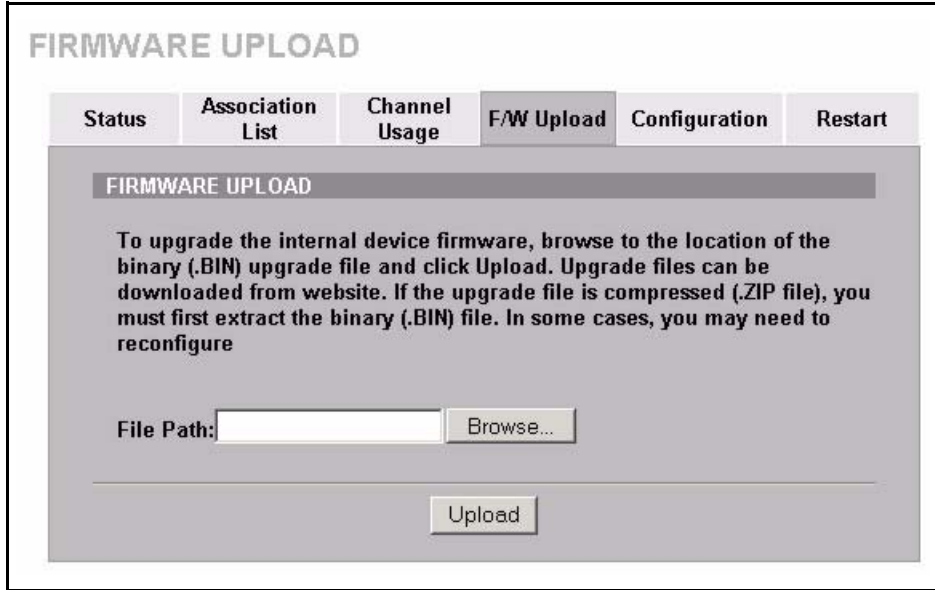 FIRMWARE UPLOAD
Status
Association
List
Channel
Usage
F/W Upload
Configuration
Restart
FIRMWARE UPLOAD
To upgrade the internal device firmware, browse to the location of the
binary (.BIN) upgrade file and click Upload. Upgrade files can be
downloaded from website. If the upgrade file is compressed (.ZIP file), you
must first extract the binary (.BIN) file. In some cases, you may need to
reconfigure
File Path: Browse...
Upload